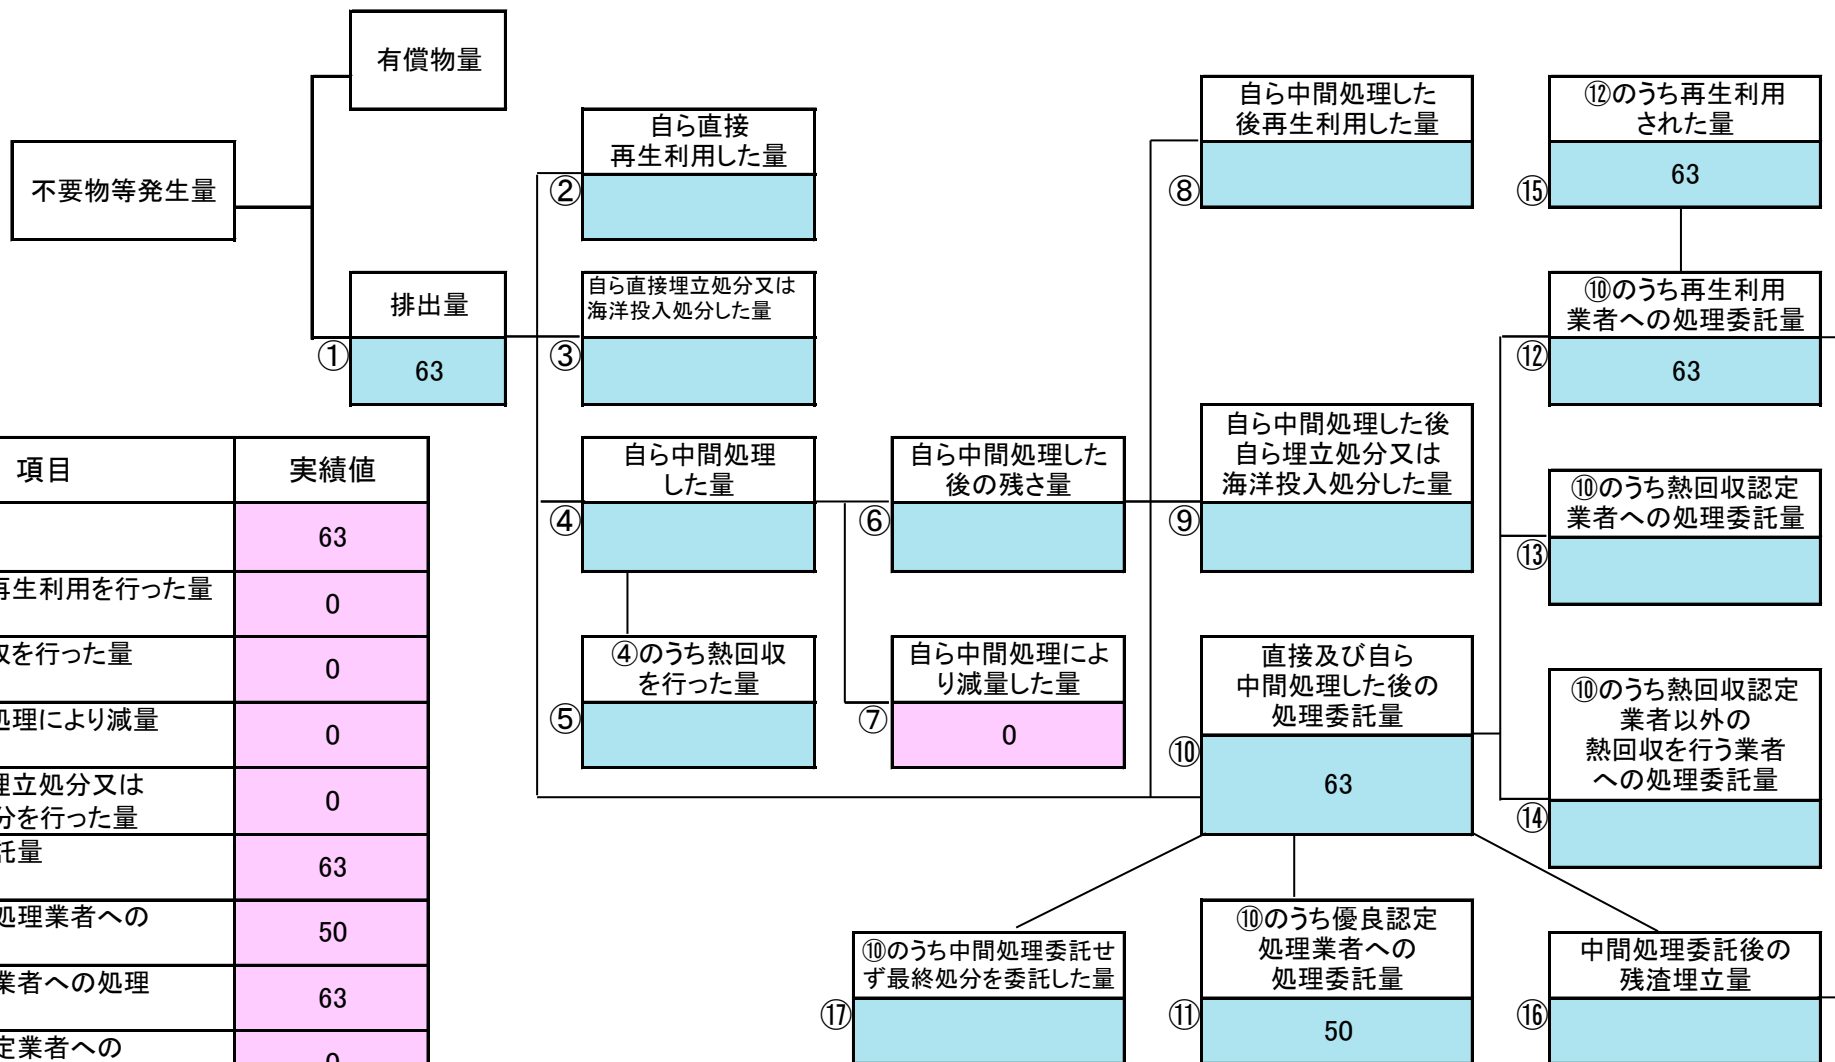 有償物量
不要物等発生量
排出量
①
63
自ら直接
再生利用した量
②
自ら直接埋立処分又は
海洋投入処分した量
③
自ら中間処理
した量
④
④のうち熱回収
を行った量
⑤
自ら中間処理した
後の残さ量
⑥
自ら中間処理によ
り減量した量
⑦
0
自ら中間処理した
後再生利用した量
⑧
自ら中間処理した後
自ら埋立処分又は
海洋投入処分した量
⑨
直接及び自ら
中間処理した後の
処理委託量
⑩
63
⑩のうち優良認定
処理業者への
処理委託量
⑪
50
⑫のうち再生利用
された量
⑮
63
⑩のうち再生利用
業者への処理委託量
⑫
63
⑩のうち熱回収認定
業者への処理委託量
⑬
⑩のうち熱回収認定
業者以外の
熱回収を行う業者
への処理委託量
⑭
⑩のうち中間処理委託せ
ず最終処分を委託した量
⑰
中間処理委託後の
残渣埋立量
⑯
項目 実績値
63
再生利用を行った量 0
を行った量 0
処理により減量 0
埋立処分又は
分を行った量 0
託量 63
処理業者への 50
業者への処理 63
定業者への 0